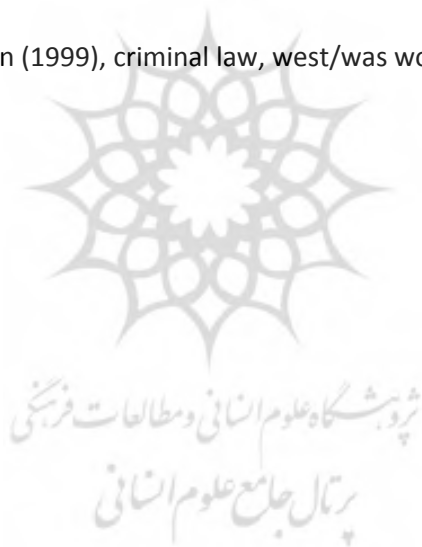 n (1999), criminal law, west/was wo
پژوهشگاه علوم انسانی و مطالعات فرهنگی
پرتال جامع علوم انسانی